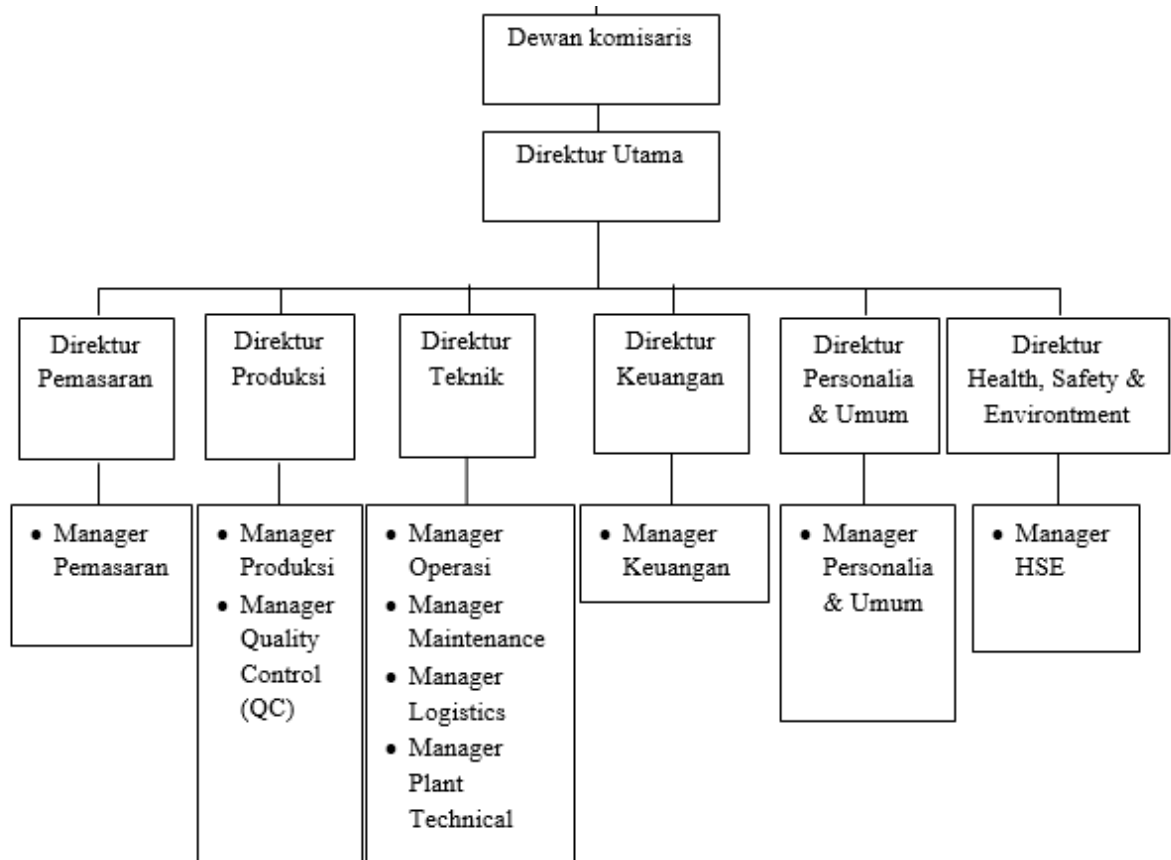 Dewan komisaris
Direktur Utama
Direktur
Pemasaran
Direktur
Produksi
Direktur
Teknik
Direktur
Keuangan
Direktur
Personalia
& Umum
Direktur
Health, Safety &
Environtment
• Manager
Pemasaran
• Manager
Produksi
• Manager
Quality
Control
(QC)
• Manager
Operasi
• Manager
Maintenance
• Manager
Logistics
• Manager
Plant
Technical
• Manager
Keuangan
• Manager
Personalia
& Umum
• Manager
HSE